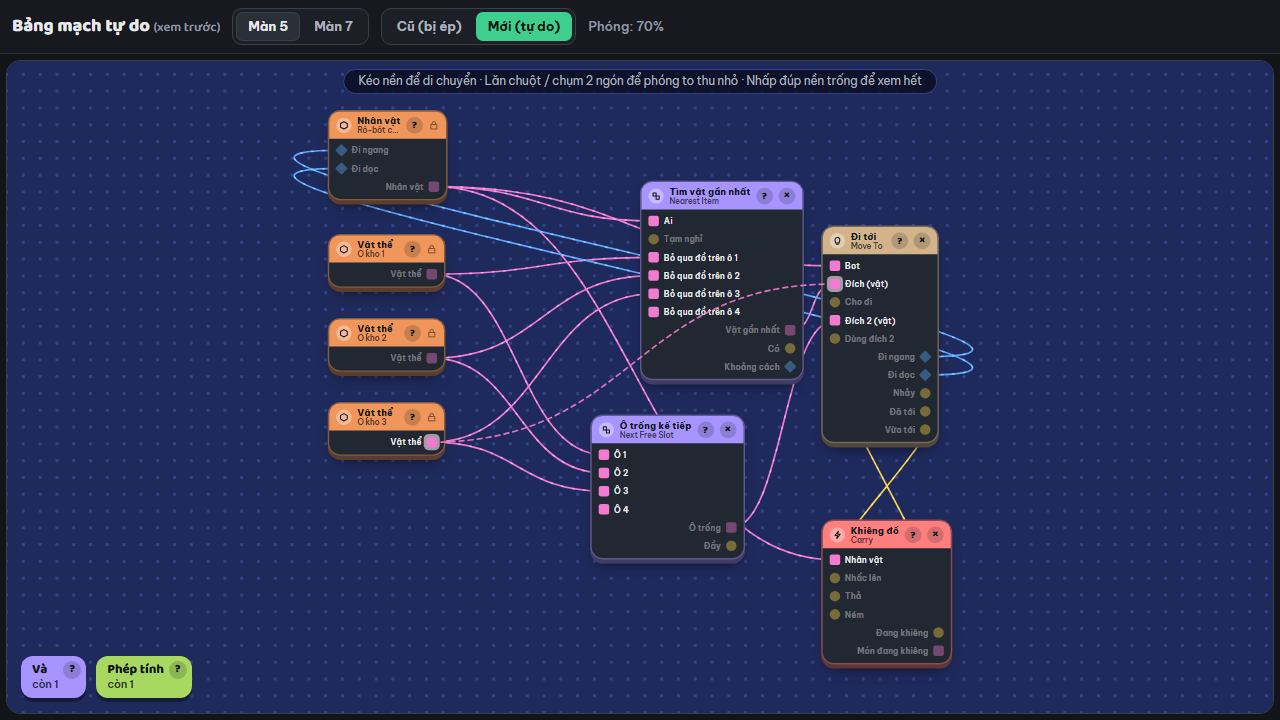 Bảng mạch tự do (xem trước)
Màn 5
Màn 7
Cũ (bị ép)
Mới (tự do)
Phóng: 70%
Kéo nền để di chuyển · Lăn chuột / chụm 2 ngón để phóng to thu nhỏ · Nhấp đúp nền trống để xem hết
Nhân vật
Rô-bốt c...
?
Đi ngang
Đi dọc
Nhân vật
Vật thể
Ô kho 1
?
Vật thể
Vật thể
Ô kho 2
?
Vật thể
Vật thể
Ô kho 3
?
Vật thể
Tìm vật gần nhất
Nearest Item
?
×
Ai
Tạm nghỉ
Bỏ qua đồ trên ô 1
Bỏ qua đồ trên ô 2
Bỏ qua đồ trên ô 3
Bỏ qua đồ trên ô 4
Vật gần nhất
Có
Khoảng cách
Ô trống kế tiếp
Next Free Slot
?
×
Ô 1
Ô 2
Ô 3
Ô 4
Ô trống
Đầy
Đi tới
Move To
?
×
Bot
Đích (vật)
Cho đi
Đích 2 (vật)
Dùng đích 2
Đi ngang
Đi dọc
Nhảy
Đã tới
Vừa tới
Khiêng đồ
Carry
?
×
Nhân vật
Nhấc lên
Thả
Ném
Đang khiêng
Món đang khiêng
Và
?
còn 1
Phép tính
?
còn 1